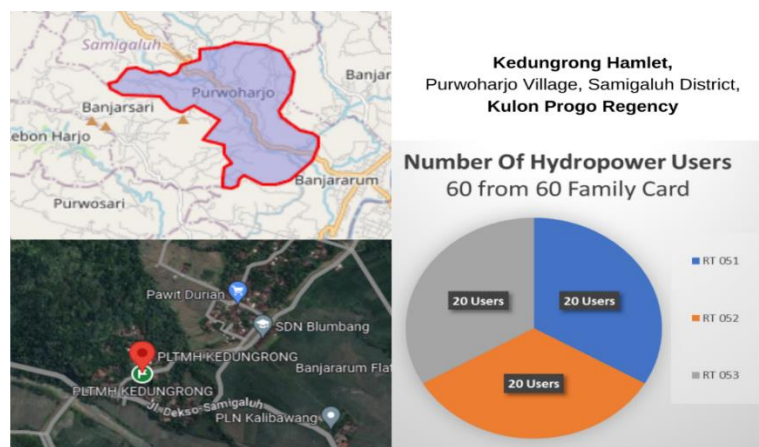 Samigaluh
Purwoharjo
Banjar
Banjarsari
ebon Harjo
Banjararum
Purwosari
Kedungrong Hamlet,
Purwoharjo Village, Samigaluh District,
Kulon Progo Regency
Pawit Durian
SDN Blumbang
PLTMH KEDUNGRONG
Banjararum Flat
PLTMH KEDUNGRONG
Jl. Dekso-Samigaluh
PLN Kalibawang
Number Of Hydropower Users
60 from 60 Family Card
20 Users
20 Users
20 Users
RT 051
RT 052
RT 053